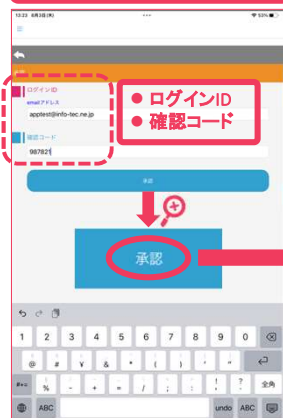 13:23 8月3日(木)
53%
ログインID
emailアドレス
apptest@info-tec.ne.jp
確認コード
987821
● ログインID
● 確認コード
承認
承認
1 2 3 4 5 6 7 8 9 0
@ # ¥ & * ( ) ' "
#+= % - + = / ; : ! ? 全角
ABC undo ABC